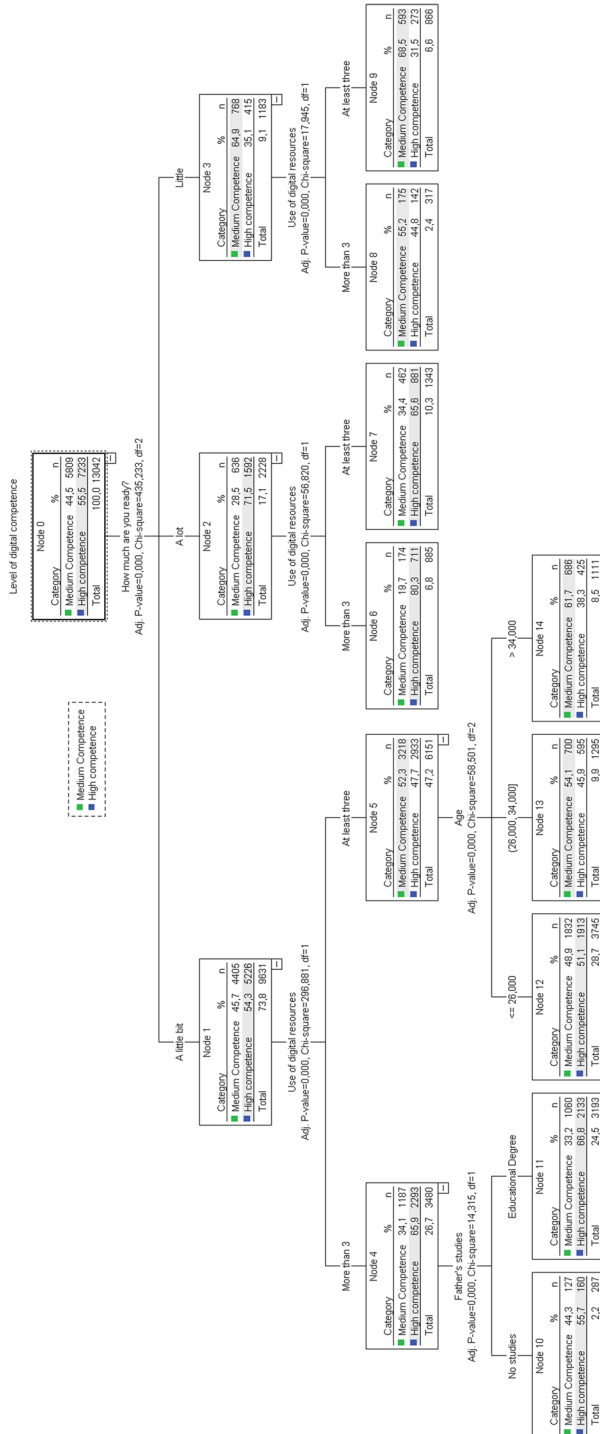 Level of digital competence
Node 0
Category % n
Medium Competence 44,5 5809
High competence 55,5 7233
Total 100,0 13042
Medium Competence
High competence
How much are you ready?
Adj. P-value=0,000, Chi-square=435,233, df=2
A little bit
Node 1
Category % n
Medium Competence 45,7 4405
High competence 54,3 5226
Total 73,8 9631
Use of digital resources
Adj. P-value=0,000, Chi-square=296,881, df=1
A lot
Node 2
Category % n
Medium Competence 28,5 636
High competence 71,5 1592
Total 17,1 2228
Use of digital resources
Adj. P-value=0,000, Chi-square=56,820, df=1
Little
Node 3
Category % n
Medium Competence 64,9 768
High competence 35,1 415
Total 9,1 1183
Use of digital resources
Adj. P-value=0,000, Chi-square=17,945, df=1
More than 3
Node 4
Category % n
Medium Competence 34,1 1187
High competence 65,9 2293
Total 26,7 3480
Father's studies
Adj. P-value=0,000, Chi-square=14,315, df=1
At least three
Node 5
Category % n
Medium Competence 52,3 3218
High competence 47,7 2933
Total 47,2 6151
Age
Adj. P-value=0,000, Chi-square=58,501, df=2
More than 3
Node 6
Category % n
Medium Competence 19,7 174
High competence 80,3 711
Total 6,8 885
At least three
Node 7
Category % n
Medium Competence 34,4 462
High competence 65,6 881
Total 10,3 1343
More than 3
Node 8
Category % n
Medium Competence 55,2 175
High competence 44,8 142
Total 2,4 317
At least three
Node 9
Category % n
Medium Competence 68,5 593
High competence 31,5 273
Total 6,6 866
No studies
Node 10
Category % n
Medium Competence 44,3 127
High competence 55,7 160
Total 2,2 287
Educational Degree
Node 11
Category % n
Medium Competence 33,2 1060
High competence 66,8 2133
Total 24,5 3193
<= 26,000
Node 12
Category % n
Medium Competence 48,9 1832
High competence 51,1 1913
Total 28,7 3745
(26,000, 34,000]
Node 13
Category % n
Medium Competence 54,1 700
High competence 45,9 595
Total 9,9 1295
> 34,000
Node 14
Category % n
Medium Competence 61,7 686
High competence 38,3 425
Total 8,5 1111